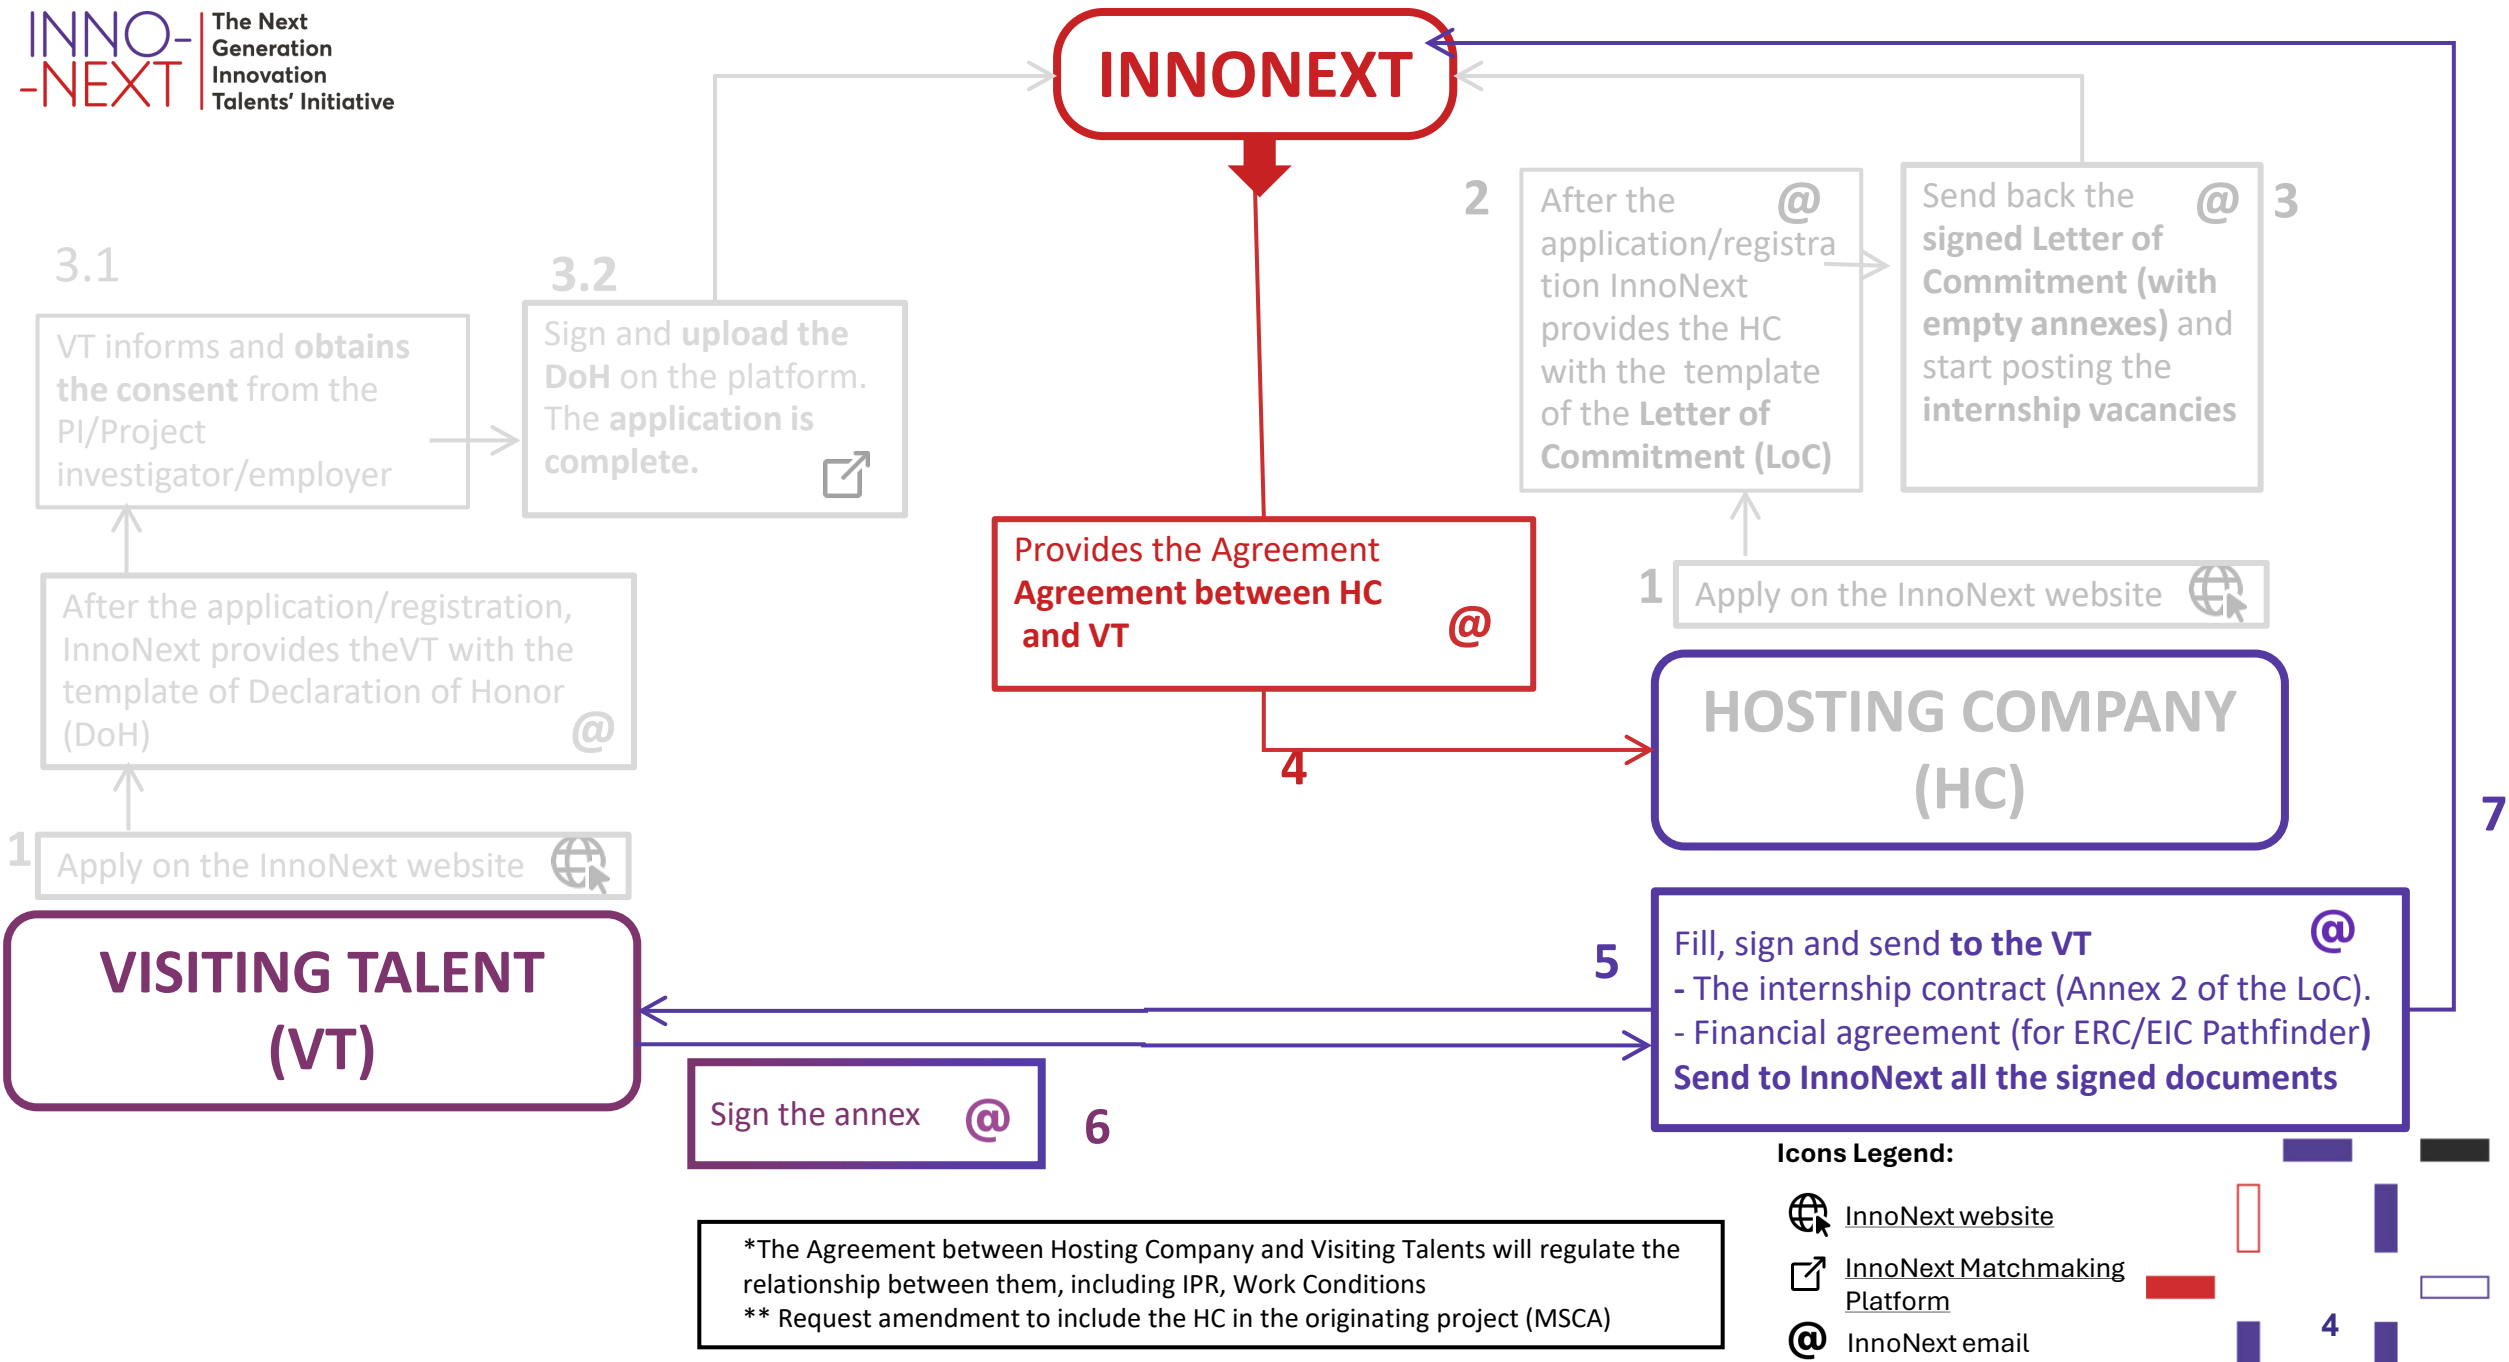 INNO-
-NEXT
The Next
Generation
Innovation
Talents' Initiative
INNONEXT
3.1
VT informs and obtains
the consent from the
PI/Project
investigator/employer
3.2
Sign and upload the
DoH on the platform.
The application is
complete.
After the application/registration,
InnoNext provides theVT with the
template of Declaration of Honor
(DoH)
@
1
Apply on the InnoNext website
VISITING TALENT
(VT)
Provides the Agreement
Agreement between HC
and VT
@
4
2
After the
@
application/registra
tion InnoNext
provides the HC
with the template
of the Letter of
Commitment (LoC)
Send back the
@
signed Letter of
Commitment (with
empty annexes) and
start posting the
internship vacancies
3
1
Apply on the InnoNext website
HOSTING COMPANY
(HC)
7
5
@
Fill, sign and send to the VT
- The internship contract (Annex 2 of the LoC).
- Financial agreement (for ERC/EIC Pathfinder)
Send to InnoNext all the signed documents
Sign the annex @
6
*The Agreement between Hosting Company and Visiting Talents will regulate the
relationship between them, including IPR, Work Conditions
** Request amendment to include the HC in the originating project (MSCA)
Icons Legend:
InnoNext website
InnoNext Matchmaking
Platform
@ InnoNext email
4